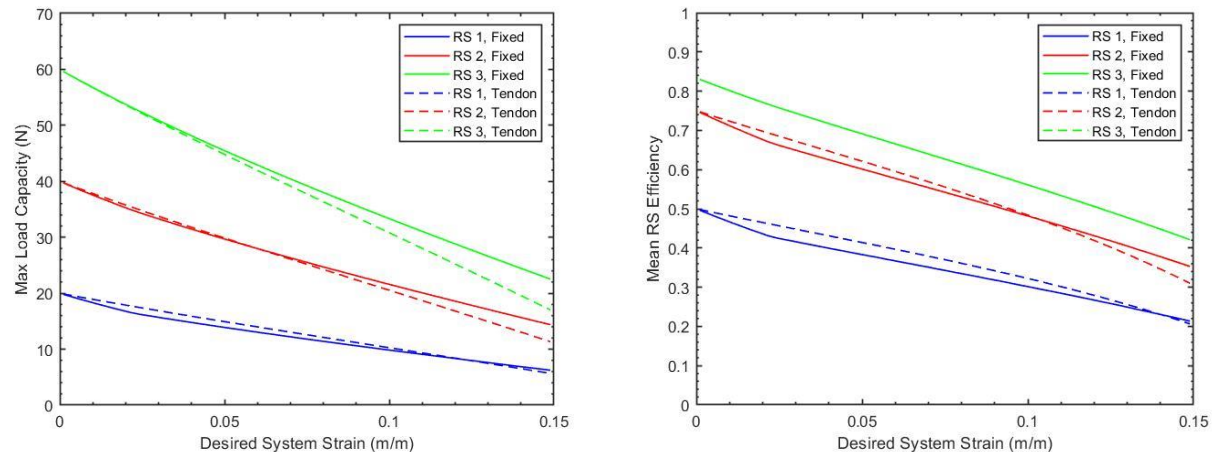 70
60
50
40
30
20
10
0
Max Load Capacity (N)
0
0.05
0.1
0.15
Desired System Strain (m/m)
RS 1, Fixed
RS 2, Fixed
RS 3, Fixed
RS 1, Tendon
RS 2, Tendon
RS 3, Tendon
1
0.9
0.8
0.7
0.6
0.5
0.4
0.3
0.2
0.1
0
Mean RS Efficiency
0
0.05
0.1
0.15
Desired System Strain (m/m)
RS 1, Fixed
RS 2, Fixed
RS 3, Fixed
RS 1, Tendon
RS 2, Tendon
RS 3, Tendon